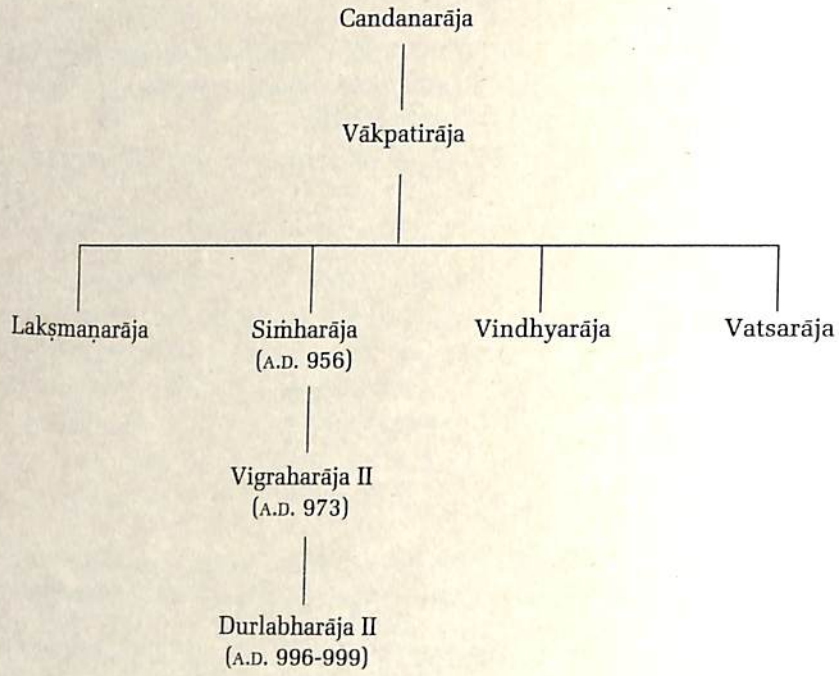 Candanarāja
Vākpatirāja
Lakṣmaṇarāja Siṁharāja Vindhyarāja Vatsarāja
(A.D. 956)
Vigraharāja II
(A.D. 973)
Durlabharāja II
(A.D. 996-999)